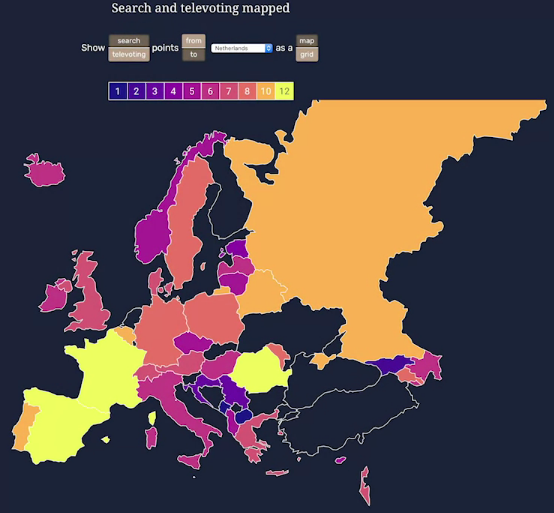 Search and televoting mapped
Show search televoting points from to Netherlands as a map grid
1 2 3 4 5 6 7 8 10 12